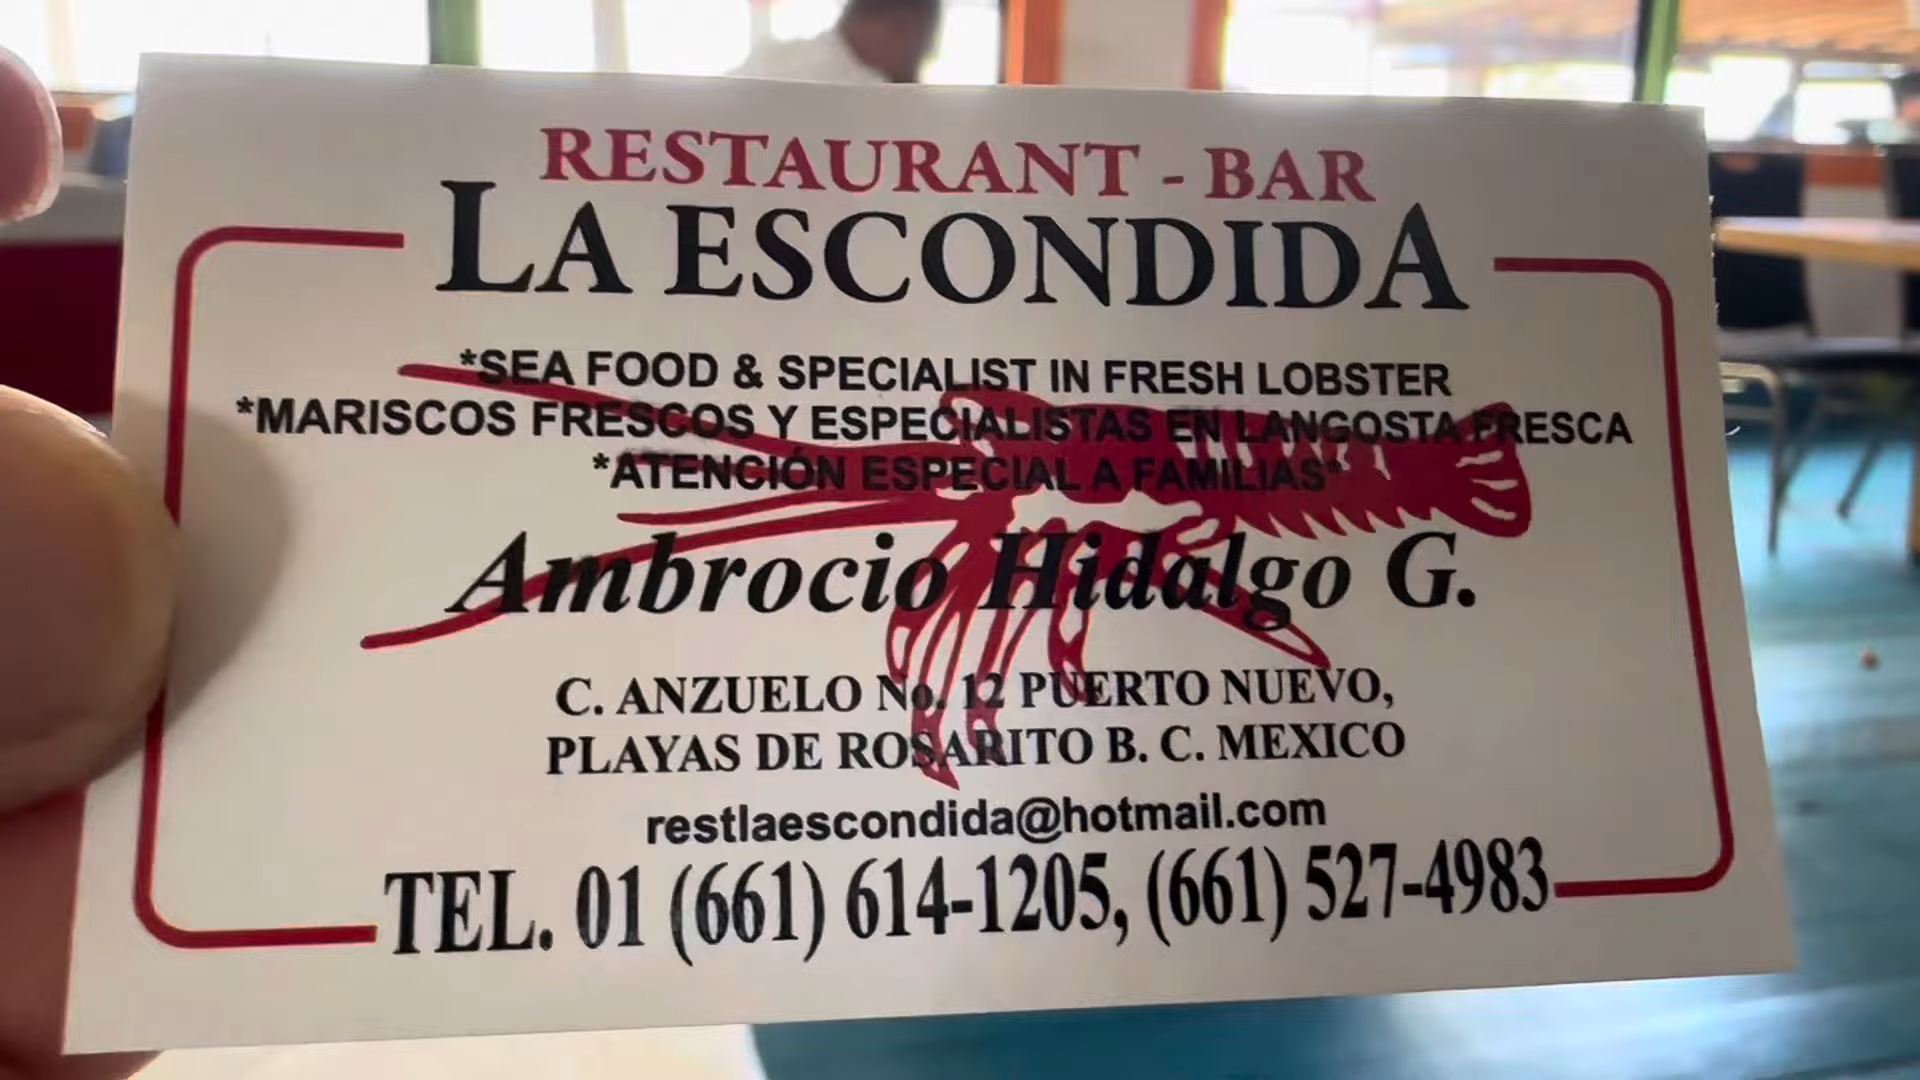 RESTAURANT - BAR
LA ESCONDIDA
*SEA FOOD & SPECIALIST IN FRESH LOBSTER
*MARISCOS FRESCOS Y ESPECIALISTAS EN LANGOSTA FRESCA
*ATENCIÓN ESPECIAL A FAMILIAS*
Ambrocio Hidalgo G.
C. ANZUELO No. 12 PUERTO NUEVO,
PLAYAS DE ROSARITO B. C. MEXICO
restlaescondida@hotmail.com
TEL. 01 (661) 614-1205, (661) 527-4983